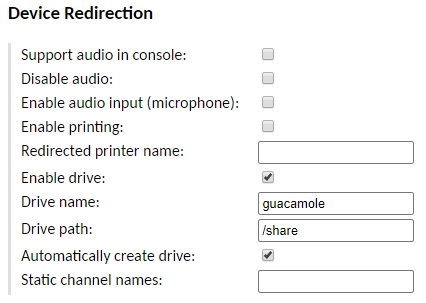 Device Redirection
Support audio in console:
Disable audio:
Enable audio input (microphone):
Enable printing:
Redirected printer name:
Enable drive:
Drive name: guacamole
Drive path: /share
Automatically create drive:
Static channel names: